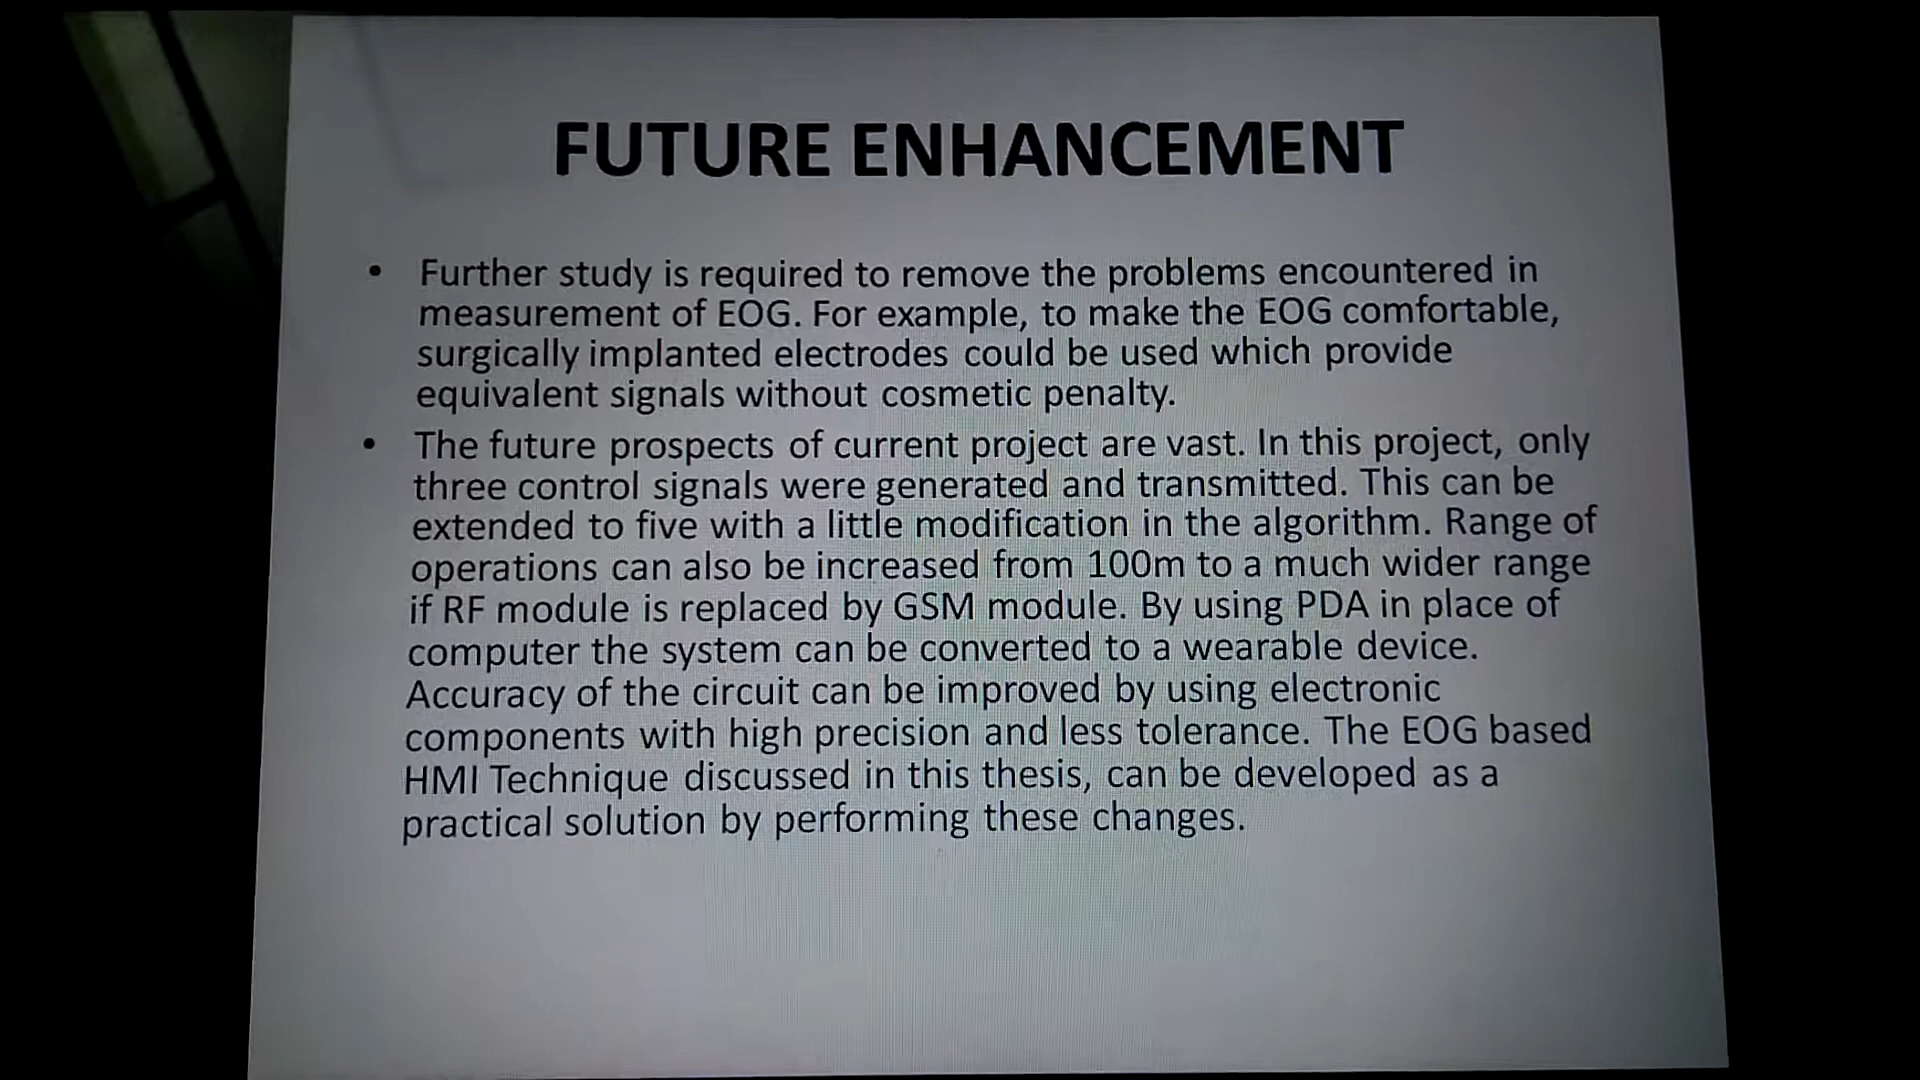 FUTURE ENHANCEMENT
• Further study is required to remove the problems encountered in
measurement of EOG. For example, to make the EOG comfortable,
surgically implanted electrodes could be used which provide
equivalent signals without cosmetic penalty.
• The future prospects of current project are vast. In this project, only
three control signals were generated and transmitted. This can be
extended to five with a little modification in the algorithm. Range of
operations can also be increased from 100m to a much wider range
if RF module is replaced by GSM module. By using PDA in place of
computer the system can be converted to a wearable device.
Accuracy of the circuit can be improved by using electronic
components with high precision and less tolerance. The EOG based
HMI Technique discussed in this thesis, can be developed as a
practical solution by performing these changes.